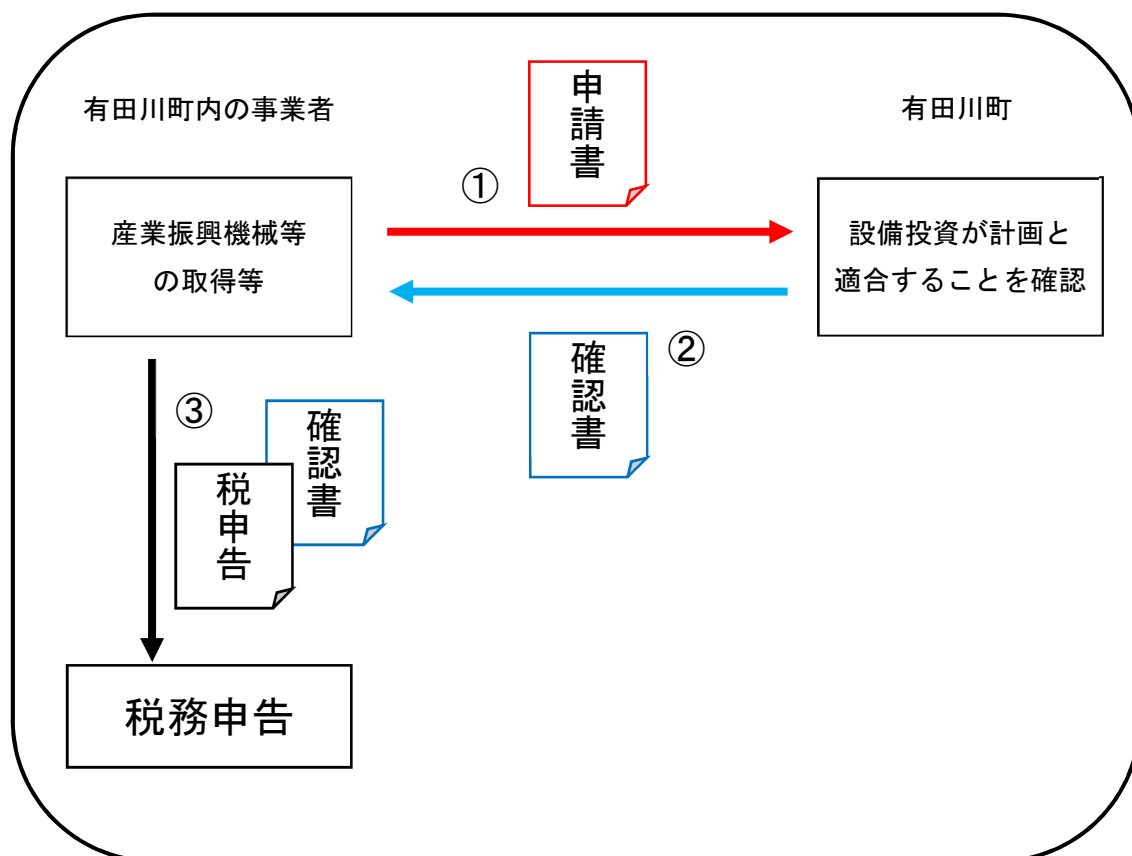 有田川町内の事業者
産業振興機械等
の取得等
①
申請書
有田川町
設備投資が計画と
適合することを確認
②
確認書
③
確認書
税申告
税務申告